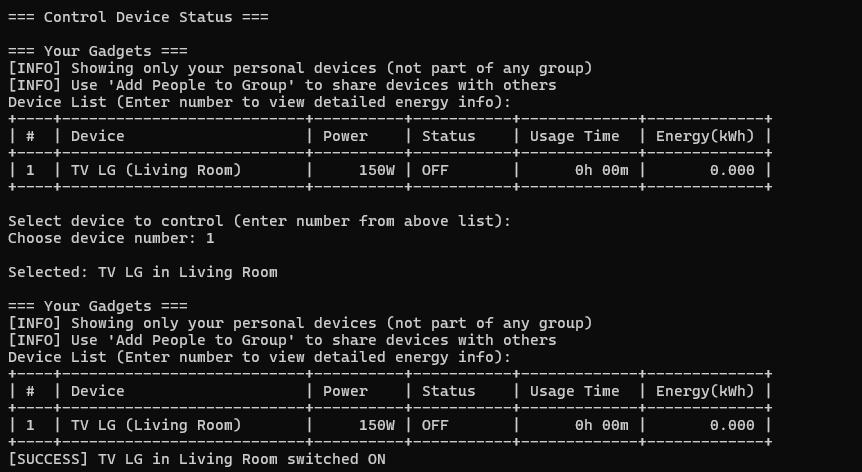 === Control Device Status ===
=== Your Gadgets ===
[INFO] Showing only your personal devices (not part of any group)
[INFO] Use 'Add People to Group' to share devices with others
Device List (Enter number to view detailed energy info):
+----+---------------------------+----------+-----------+-------------+-------------+
| #  | Device                    | Power    | Status    | Usage Time  | Energy(kWh) |
+----+---------------------------+----------+-----------+-------------+-------------+
| 1  | TV LG (Living Room)       |     150W | OFF       |      0h 00m |       0.000 |
+----+---------------------------+----------+-----------+-------------+-------------+
Select device to control (enter number from above list):
Choose device number: 1
Selected: TV LG in Living Room
=== Your Gadgets ===
[INFO] Showing only your personal devices (not part of any group)
[INFO] Use 'Add People to Group' to share devices with others
Device List (Enter number to view detailed energy info):
+----+---------------------------+----------+-----------+-------------+-------------+
| #  | Device                    | Power    | Status    | Usage Time  | Energy(kWh) |
+----+---------------------------+----------+-----------+-------------+-------------+
| 1  | TV LG (Living Room)       |     150W | OFF       |      0h 00m |       0.000 |
+----+---------------------------+----------+-----------+-------------+-------------+
[SUCCESS] TV LG in Living Room switched ON